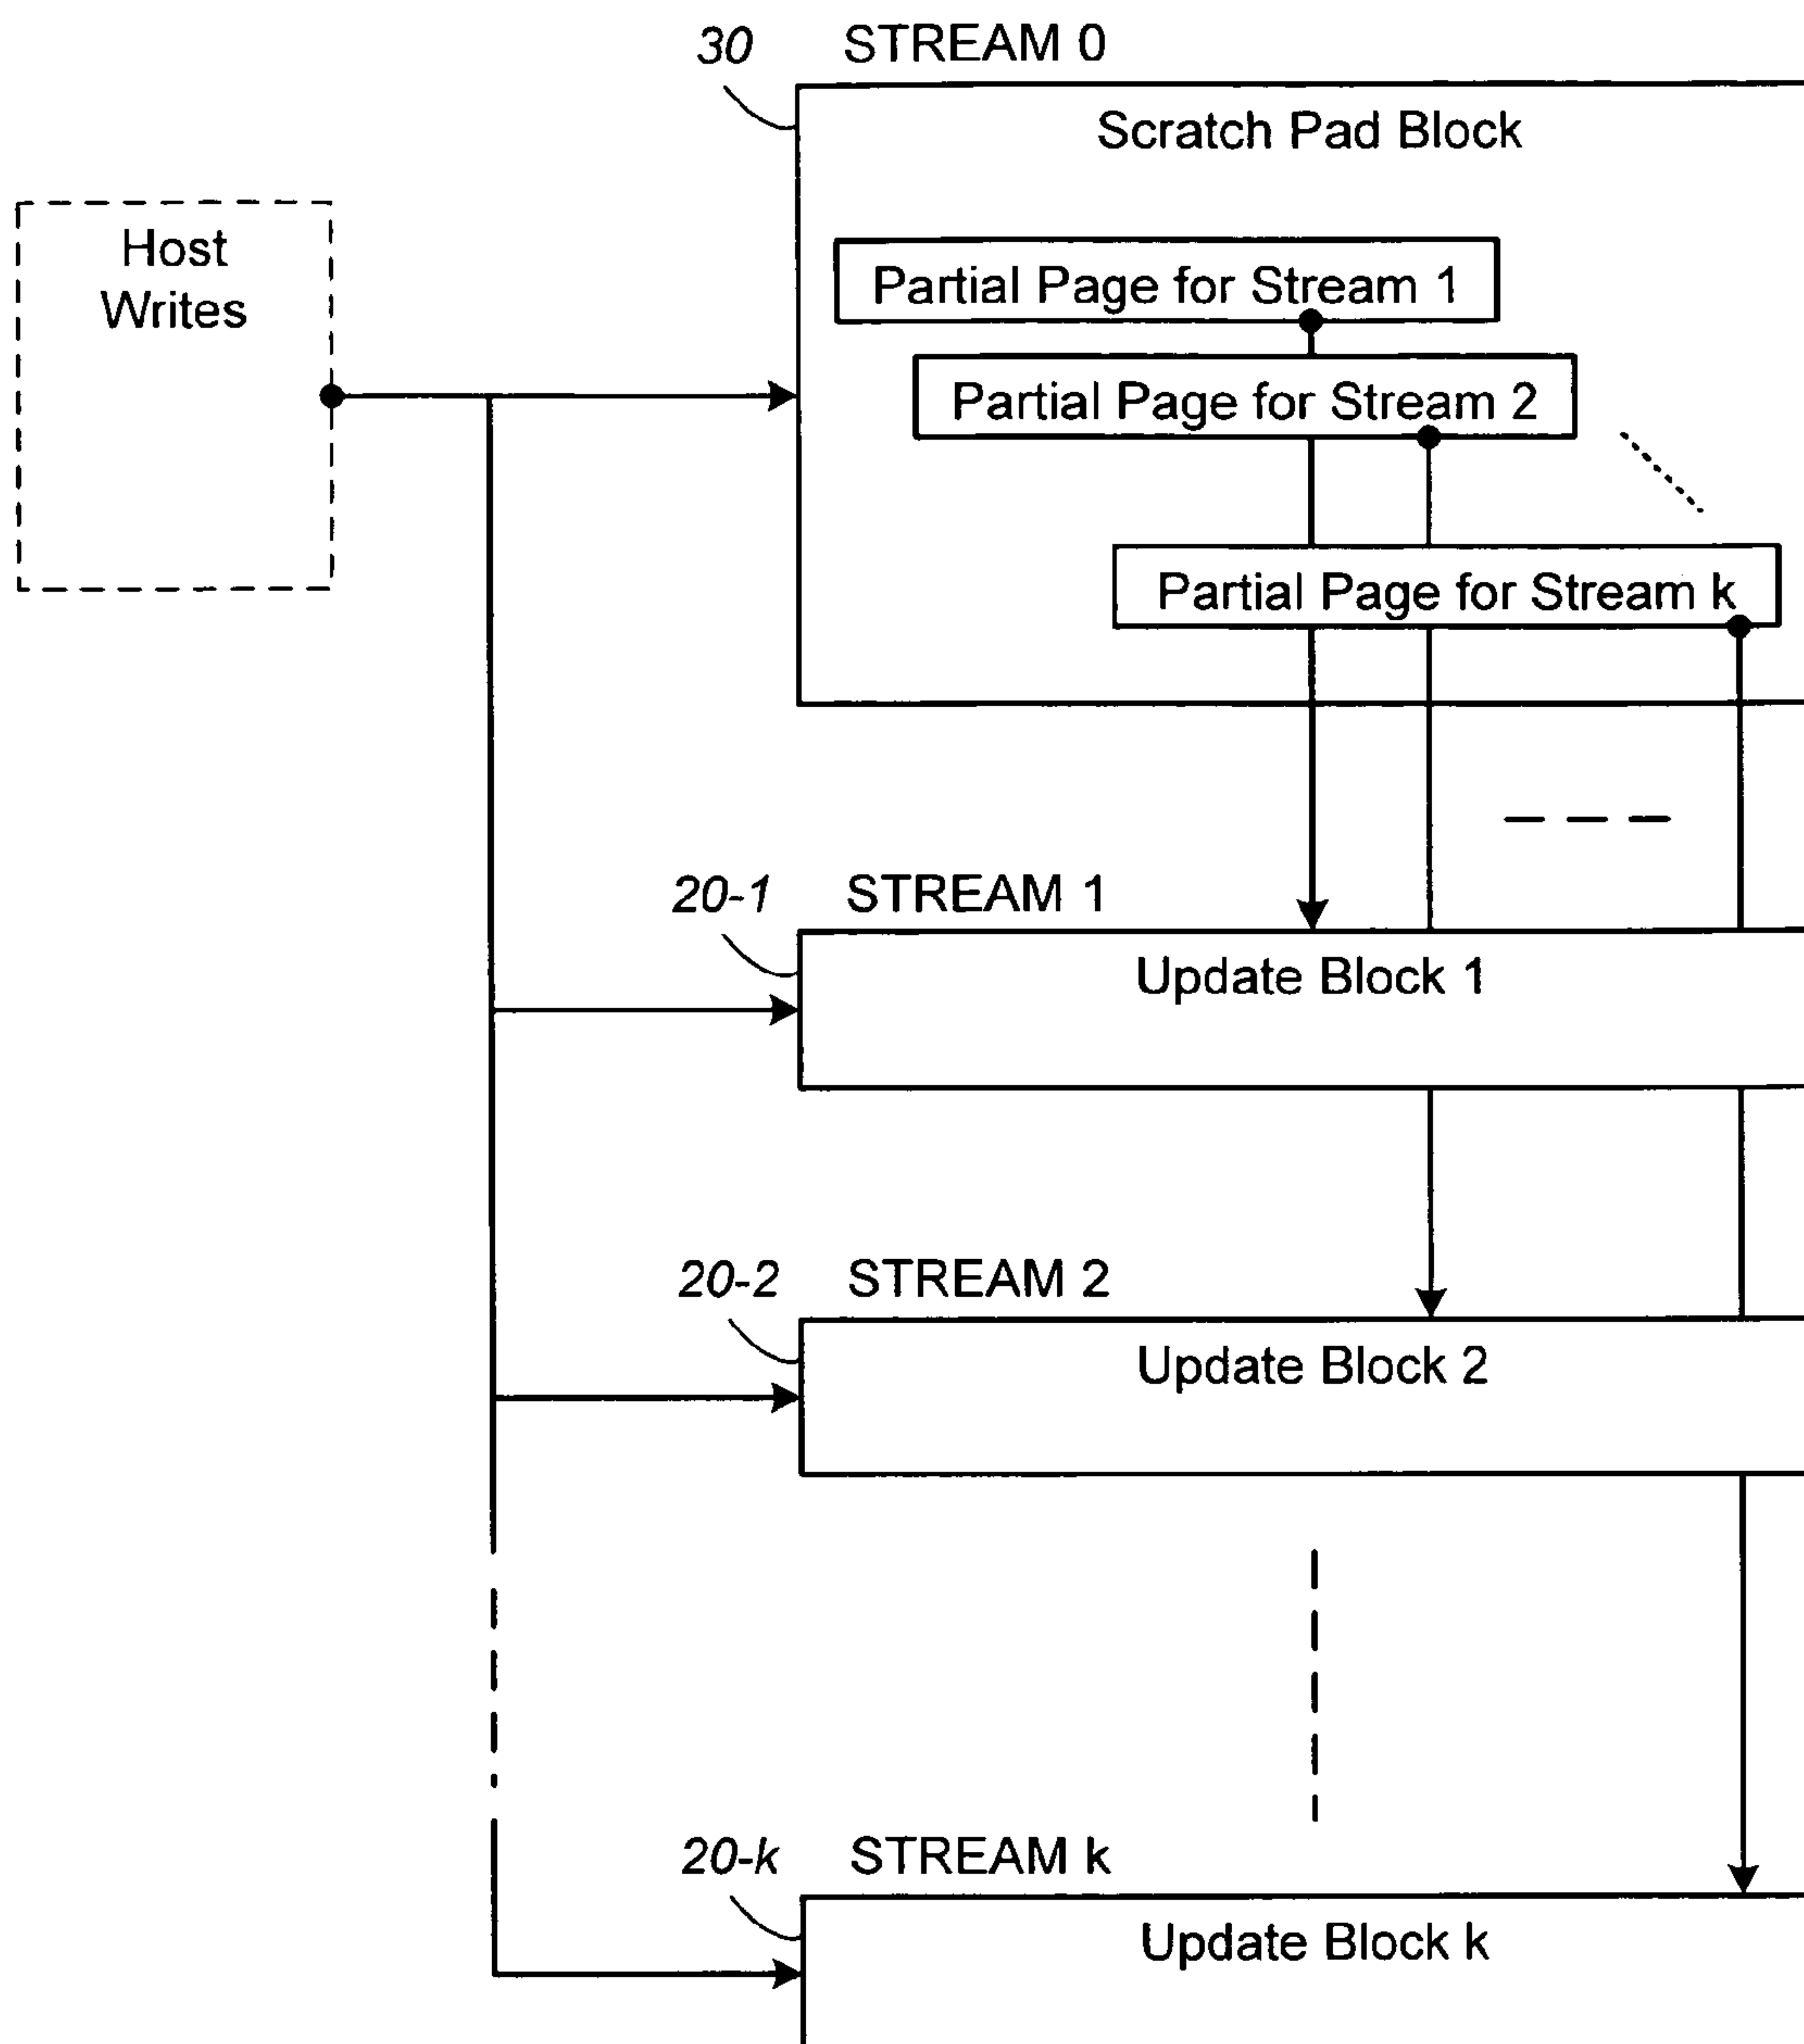 30 STREAM 0
Scratch Pad Block
Host
Writes
Partial Page for Stream 1
Partial Page for Stream 2
Partial Page for Stream k
20-1 STREAM 1
Update Block 1
20-2 STREAM 2
Update Block 2
20-k STREAM k
Update Block k